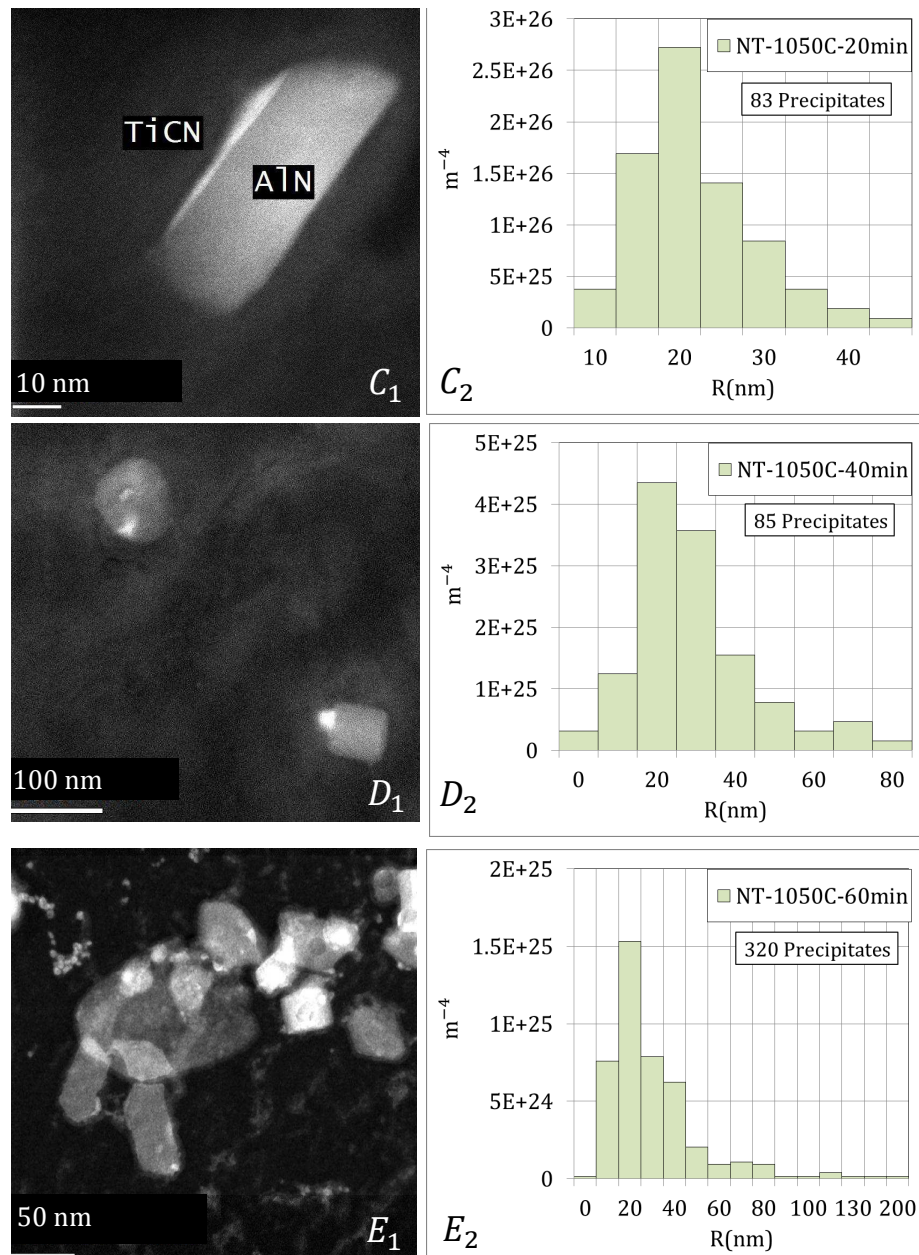 TiCN
AlN
10 nm
C₁
3E+26
2.5E+26
2E+26
1.5E+26
1E+26
5E+25
0
m⁻⁴
NT-1050C-20min
83 Precipitates
10 20 30 40
R(nm)
C₂
100 nm
D₁
5E+25
4E+25
3E+25
2E+25
1E+25
0
m⁻⁴
NT-1050C-40min
85 Precipitates
0 20 40 60 80
R(nm)
D₂
50 nm
E₁
2E+25
1.5E+25
1E+25
5E+24
0
m⁻⁴
NT-1050C-60min
320 Precipitates
0 20 40 60 80 100 130 200
R(nm)
E₂